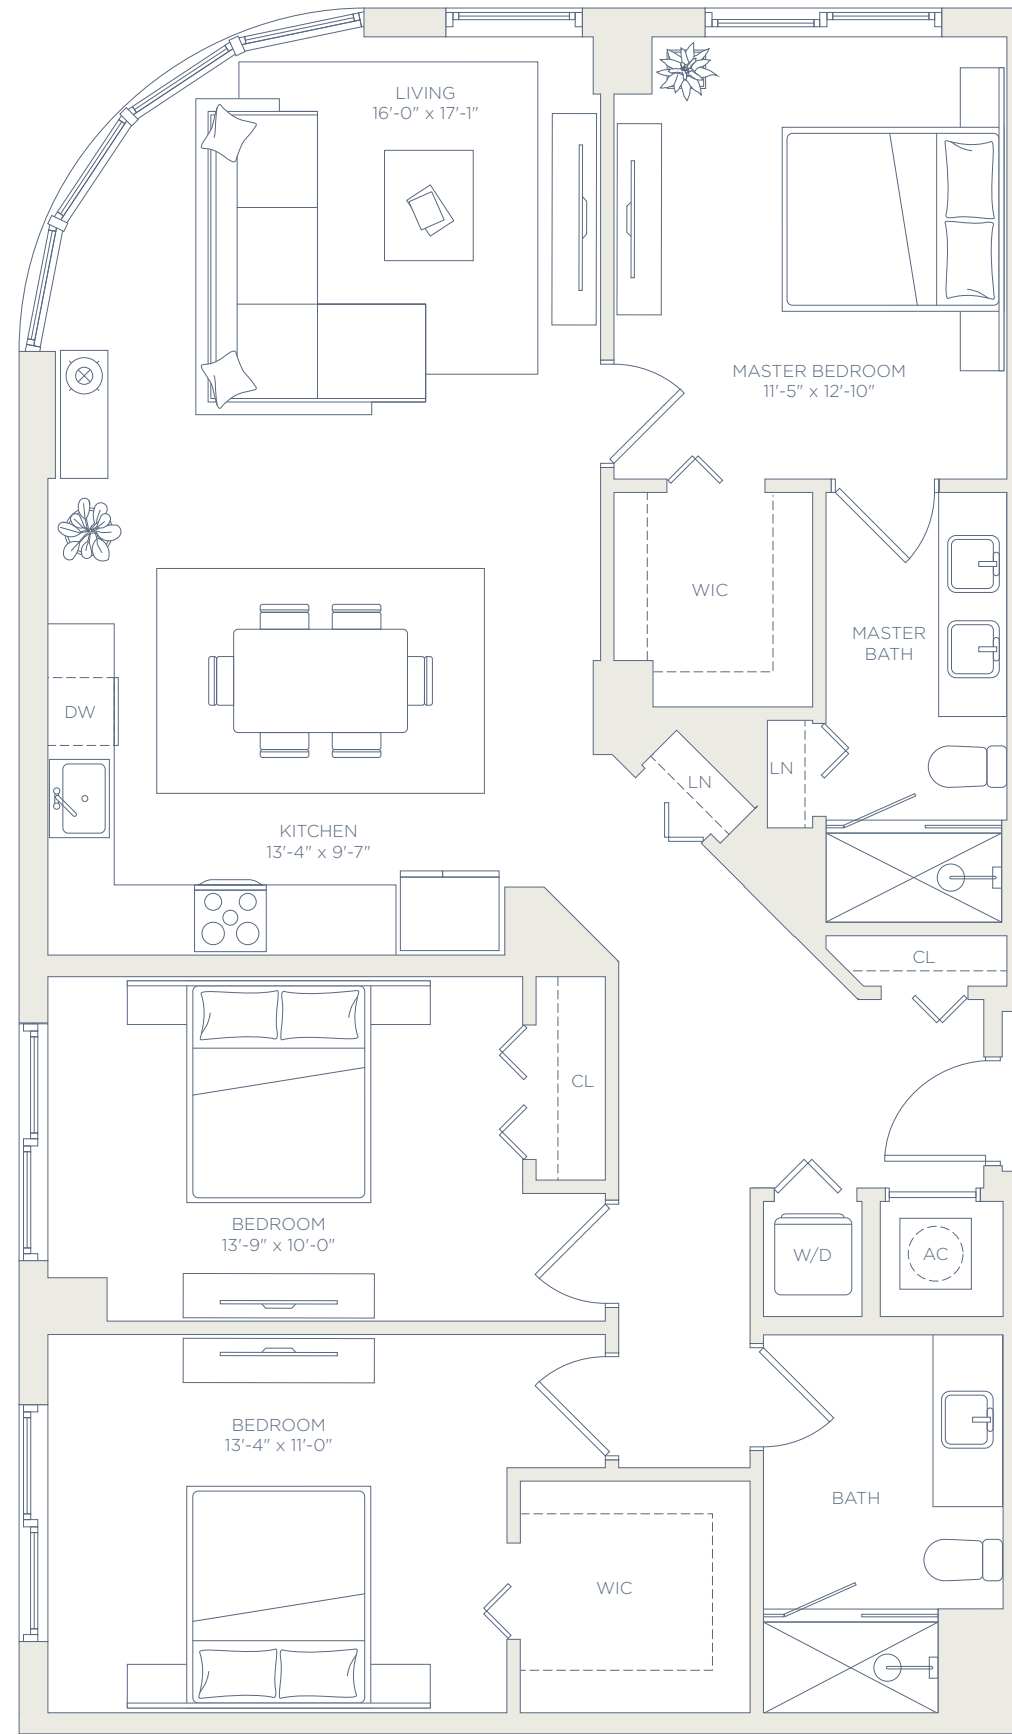 LIVING
16'-0" x 17'-1"
MASTER BEDROOM
11'-5" x 12'-10"
WIC
MASTER
BATH
DW
LN
LN
KITCHEN
13'-4" x 9'-7"
CL
CL
BEDROOM
13'-9" x 10'-0"
W/D
AC
BEDROOM
13'-4" x 11'-0"
BATH
WIC